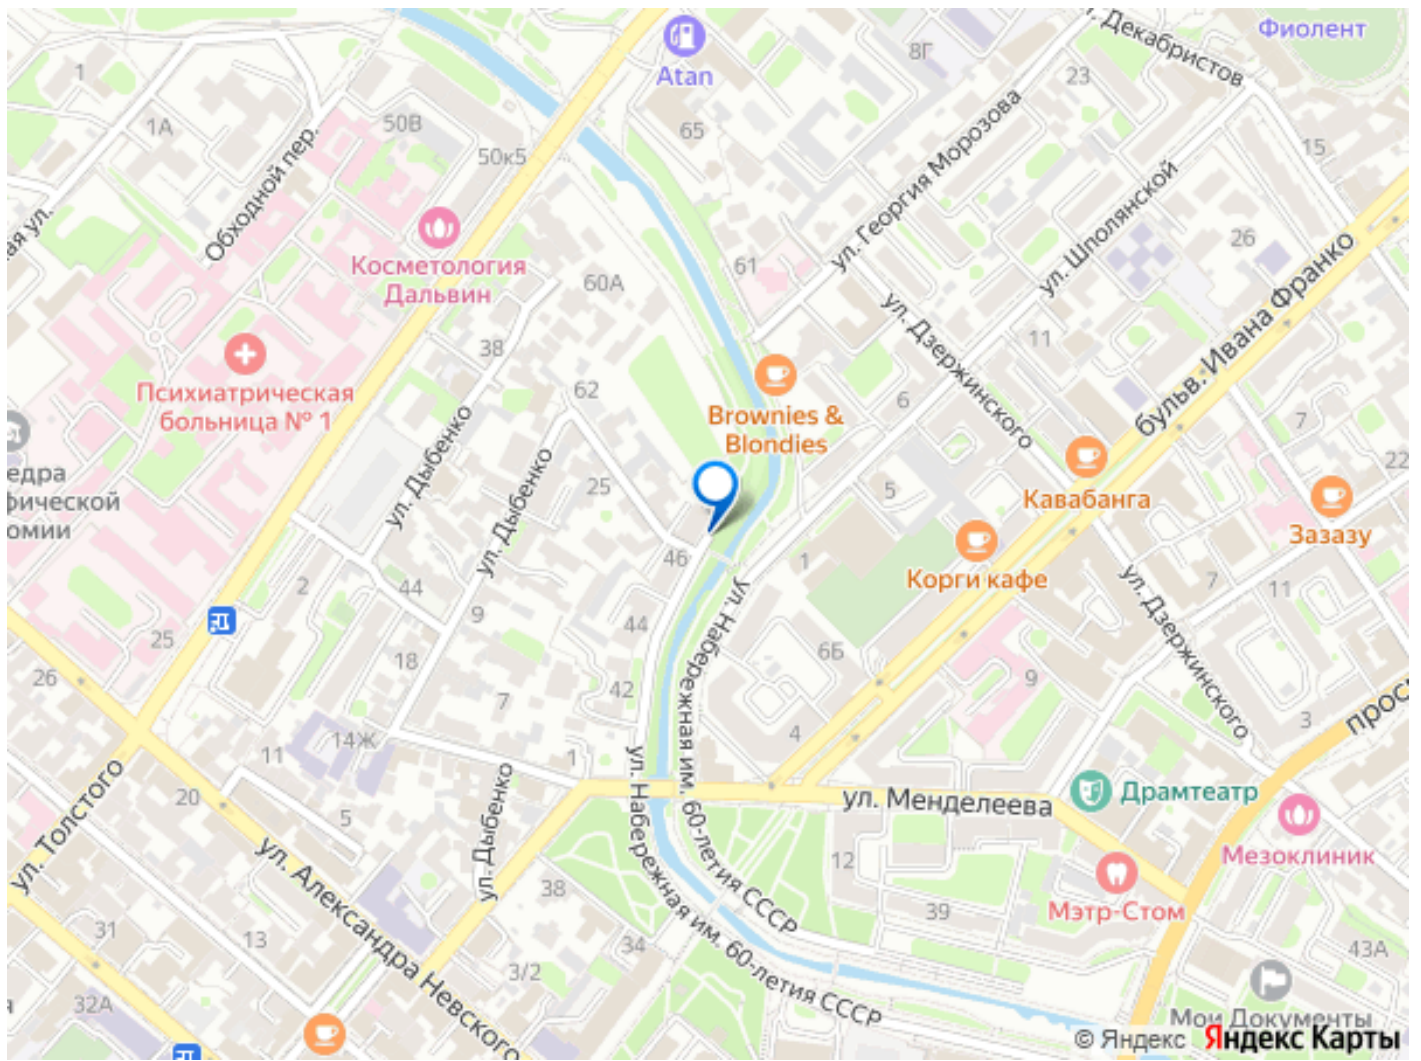 Фиолент
ул. Декабристов
8Г
Atan
23
1
1А
50В
65
ул. Георгия Морозова
15
50к5
Обходной пер.
ул. Шполянской
ая ул.
26
Косметология
Дальвин
60А
61
бульв. Ивана Франко
ул. Дзержинского
11
38
Психиатрическая
больница № 1
62
6
Brownies &
Blondies
7
ул. Дыбенко
едра
фической
омии
ул. Дыбенко
25
5
Кавабанга
22
Зазазу
46
1
Корги кафе
2
44
ул. Дзержинского
7
11
9
ул. Набережная им. 60-летия СССР
44
25
18
6Б
26
42
9
7
3
прос
14Ж
11
1
4
ул. Толстого
20
5
ул. Дыбенко
ул. Набережная им. 60-летия СССР
ул. Менделеева
Драмтеатр
Мезоклиник
ул. Александра Невского
38
12
Мэтр-Стом
31
13
34
39
43А
3/2
32А
Мои Документы
© Яндекс Яндекс Карты